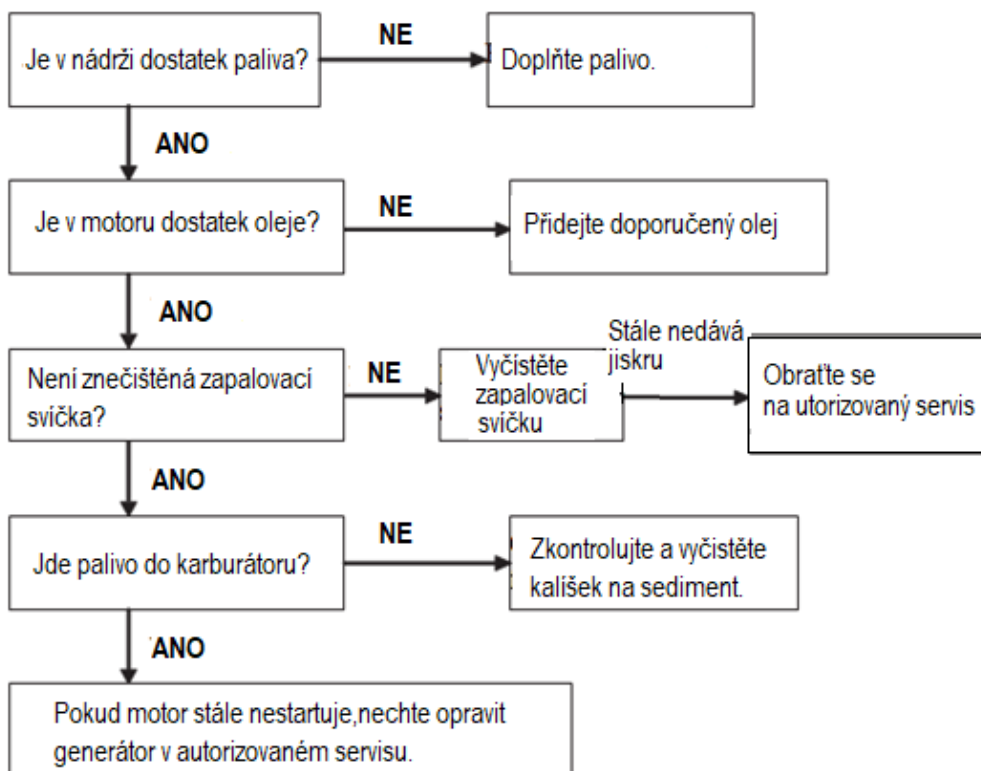 Je v nádrži dostatek paliva?
NE
Doplňte palivo.
ANO
Je v motoru dostatek oleje?
NE
Přidejte doporučený olej
ANO
Není znečištěná zapalovací
svíčka?
NE
Vyčístěte
zapalovací
svíčku
Stále nedává
jiskru
Obraťte se
na utorizovaný servis
ANO
Jde palivo do karburátoru?
NE
Zkontrolujte a vyčistěte
kalíšek na sediment.
ANO
Pokud motor stále nestartuje,nechte opravit
generátor v autorizovaném servisu.